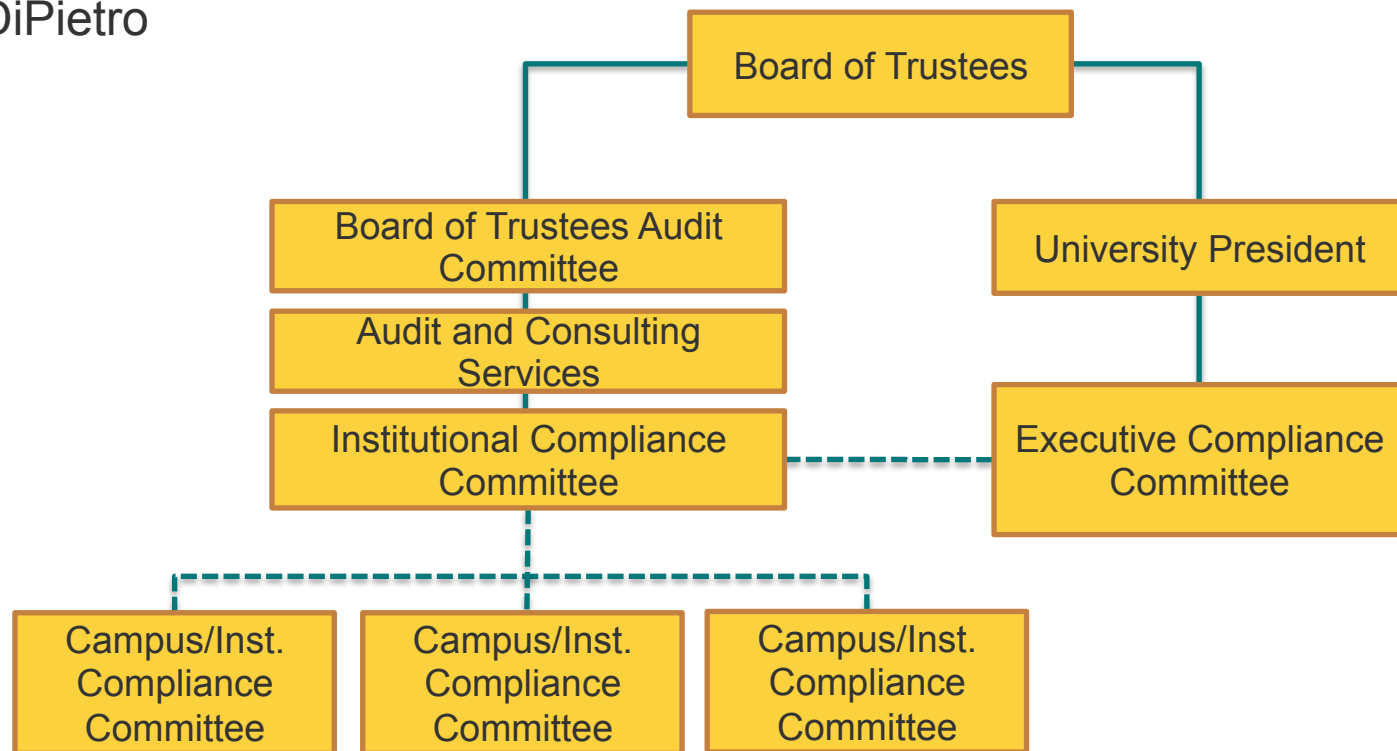 DiPietro
Board of Trustees
Board of Trustees Audit
Committee
University President
Audit and Consulting
Services
Institutional Compliance
Committee
Executive Compliance
Committee
Campus/Inst.
Compliance
Committee
Campus/Inst.
Compliance
Committee
Campus/Inst.
Compliance
Committee